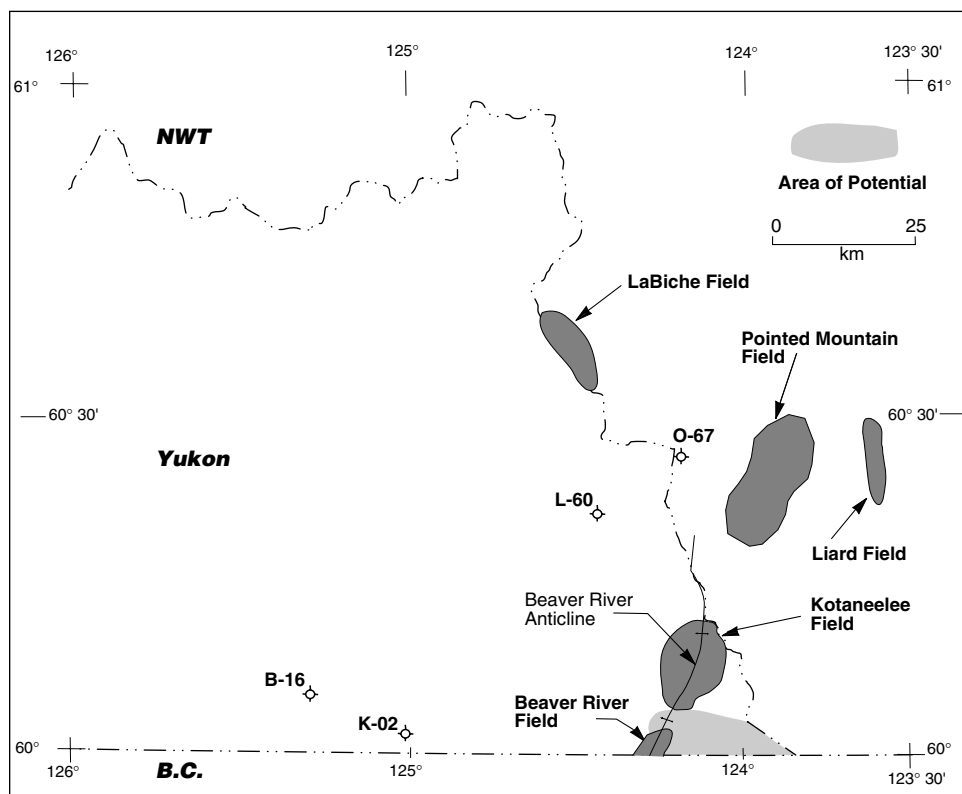 126°
125°
124°
123° 30'
61°
61°
NWT
Area of Potential
0
25
km
LaBiche Field
Pointed Mountain
Field
60° 30'
60° 30'
O-67
Yukon
L-60
Liard Field
Beaver River
Anticline
Kotaneelee
Field
B-16
Beaver River
Field
K-02
60°
60°
126°
B.C.
125°
124°
123° 30'